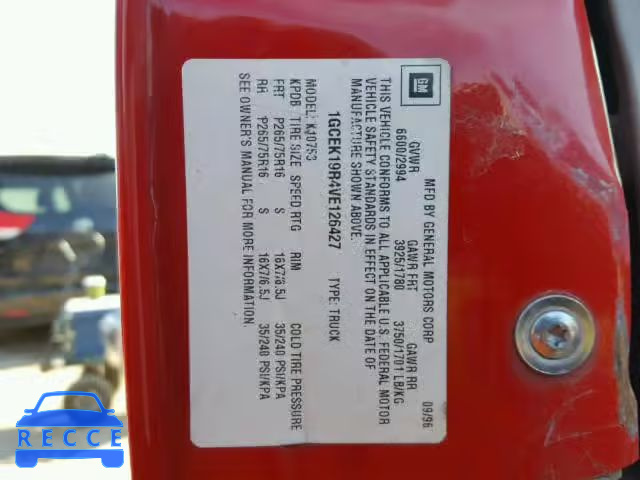 GM
MFD BY GENERAL MOTORS CORP
09/96
GVWR GAWR FRT GAWR RR
6600/2994 3925/1780 3750/1701 LB/KG
THIS VEHICLE CONFORMS TO ALL APPLICABLE U.S. FEDERAL MOTOR
VEHICLE SAFETY STANDARDS IN EFFECT ON THE DATE OF
MANUFACTURE SHOWN ABOVE.
1GCEK19R4VE126427 TYPE: TRUCK
MODEL: K10753
KPDB TIRE SIZE SPEED RTG RIM COLD TIRE PRESSURE
FRT P265/75R16 S 16X7/6.5J 35/240 PSI/KPA
RH P265/75R16 S 16X7/6.5J 35/240 PSI/KPA
SEE OWNER'S MANUAL FOR MORE INFORMATION.
RECCE